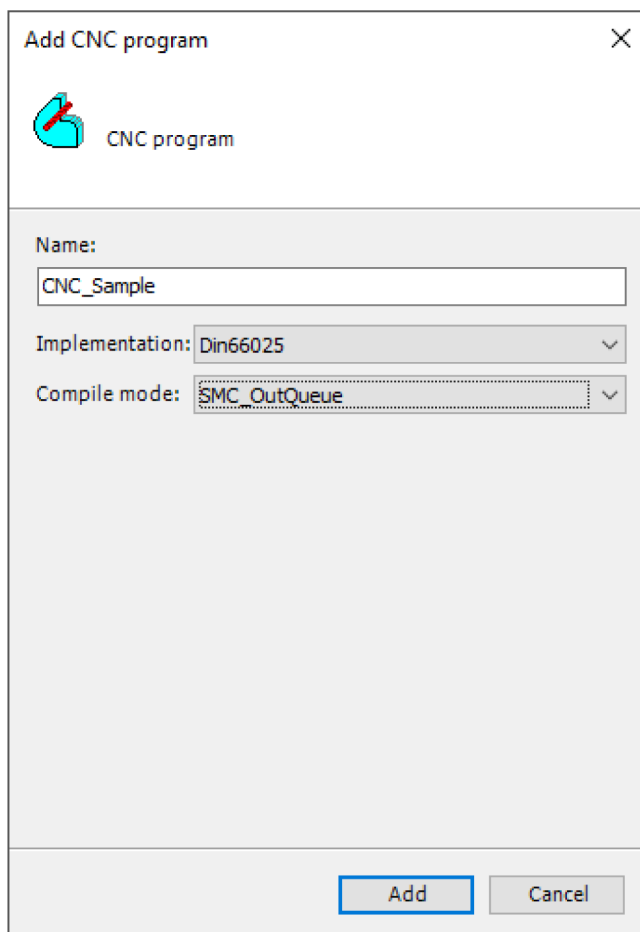 Add CNC program
CNC program
Name:
CNC_Sample
Implementation: Din66025
Compile mode: SMC_OutQueue
Add Cancel